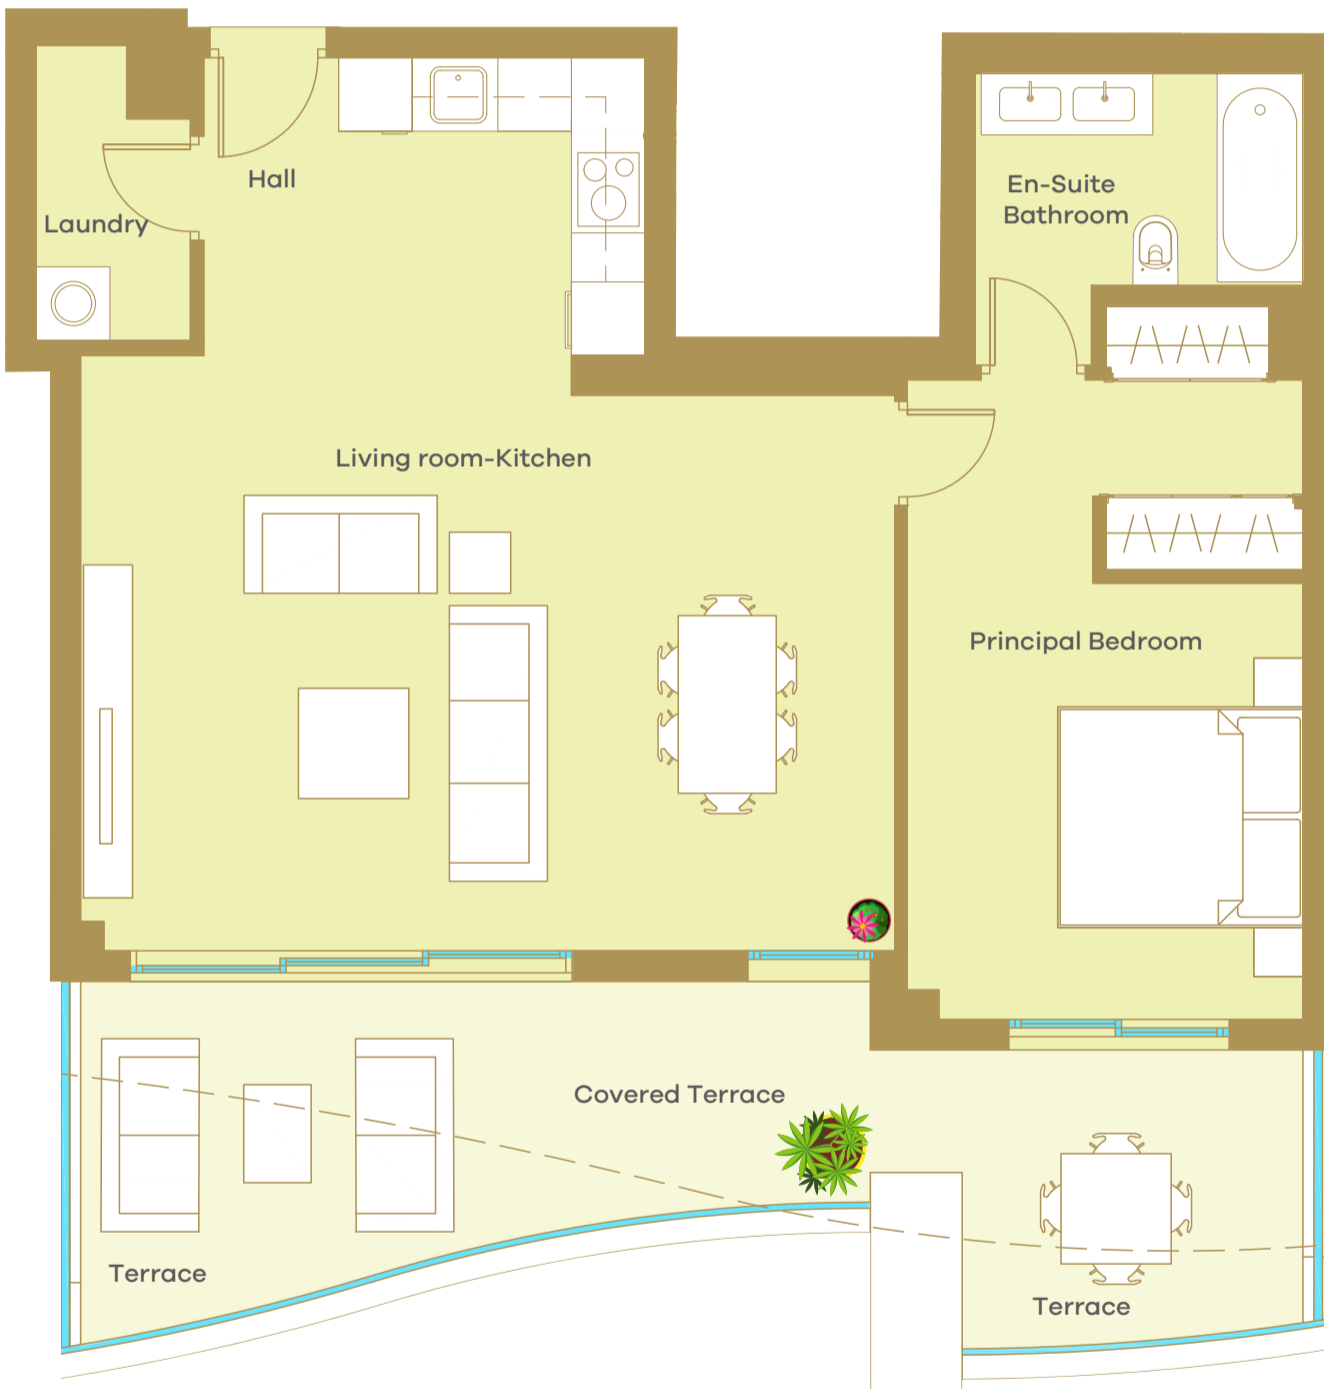 Hall
En-Suite
Bathroom
Laundry
Living room-Kitchen
Principal Bedroom
Covered Terrace
Terrace
Terrace